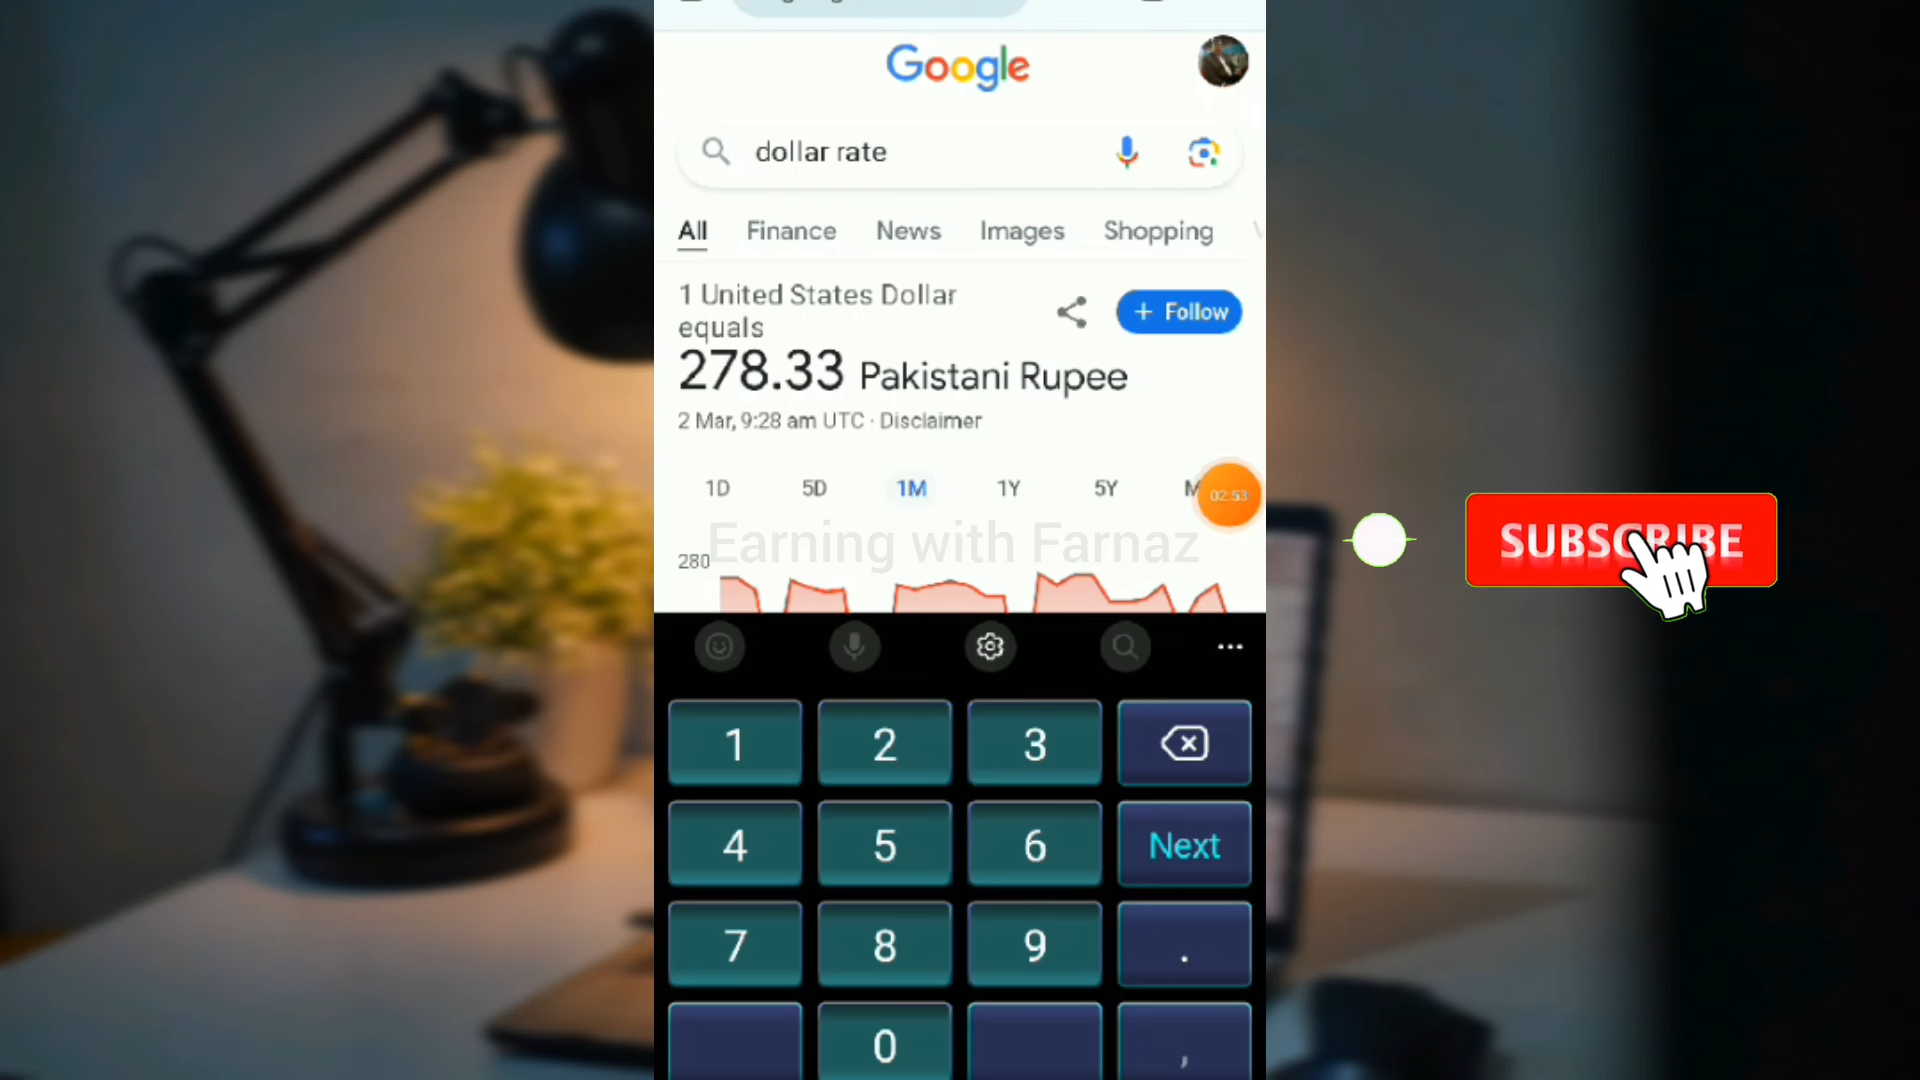 Google
dollar rate
All Finance News Images Shopping
1 United States Dollar
equals
+ Follow
278.33 Pakistani Rupee
2 Mar, 9:28 am UTC · Disclaimer
1D 5D 1M 1Y 5Y
02:53
Earning with Farnaz
280
SUBSCRIBE
1 2 3
4 5 6 Next
7 8 9 .
0 ,